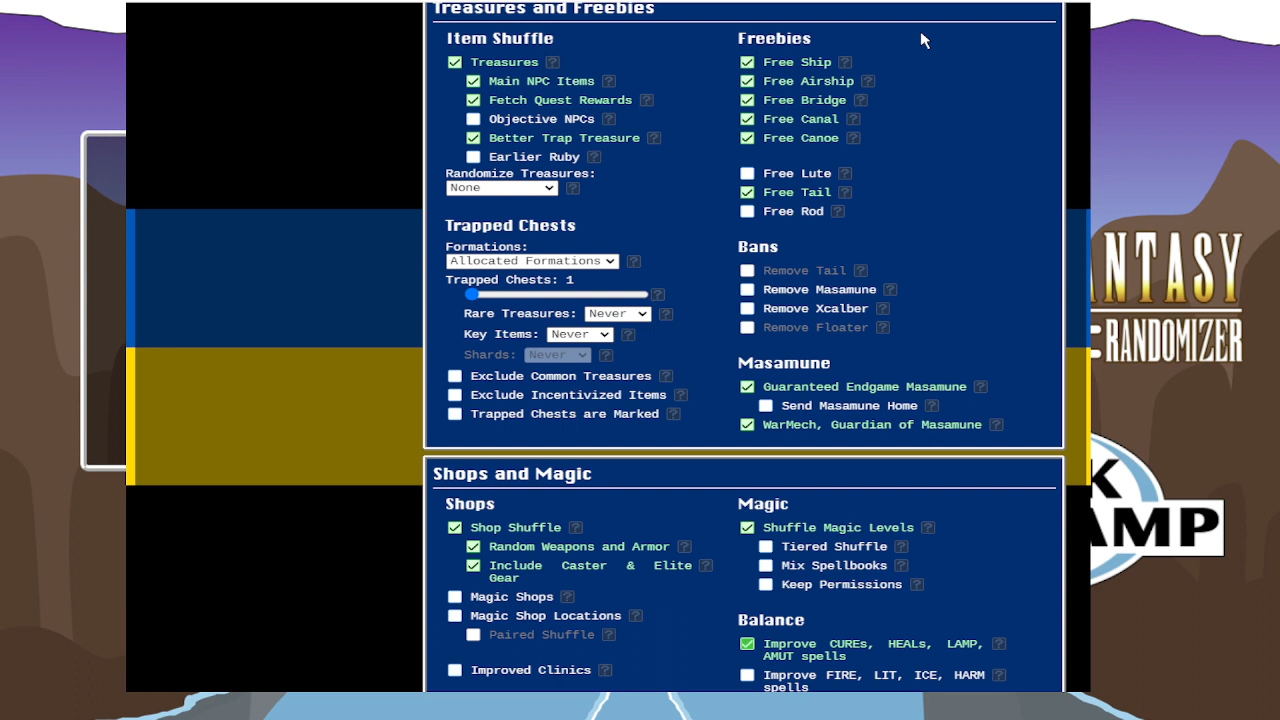 Treasures and Freebies
Item Shuffle
Treasures ?
Main NPC Items ?
Fetch Quest Rewards ?
Objective NPCs ?
Better Trap Treasure ?
Earlier Ruby ?
Randomize Treasures:
None ?
Trapped Chests
Formations:
Allocated Formations ?
Trapped Chests: 1
?
Rare Treasures: Never ?
Key Items: Never ?
Shards: Never ?
Exclude Common Treasures ?
Exclude Incentivized Items ?
Trapped Chests are Marked ?
Freebies
Free Ship ?
Free Airship ?
Free Bridge ?
Free Canal ?
Free Canoe ?
Free Lute ?
Free Tail ?
Free Rod ?
Bans
Remove Tail ?
Remove Masamune ?
Remove Xcalber ?
Remove Floater ?
Masamune
Guaranteed Endgame Masamune ?
Send Masamune Home ?
WarMech, Guardian of Masamune ?
Shops and Magic
Shops
Shop Shuffle ?
Random Weapons and Armor ?
Include Caster & Elite ?
Gear
Magic Shops ?
Magic Shop Locations ?
Paired Shuffle ?
Improved Clinics ?
Magic
Shuffle Magic Levels ?
Tiered Shuffle ?
Mix Spellbooks ?
Keep Permissions ?
Balance
Improve CUREs, HEALs, LAMP, ?
AMUT spells
Improve FIRE, LIT, ICE, HARM ?
spells
ANTASY
RANDOMIZER
K
AMP